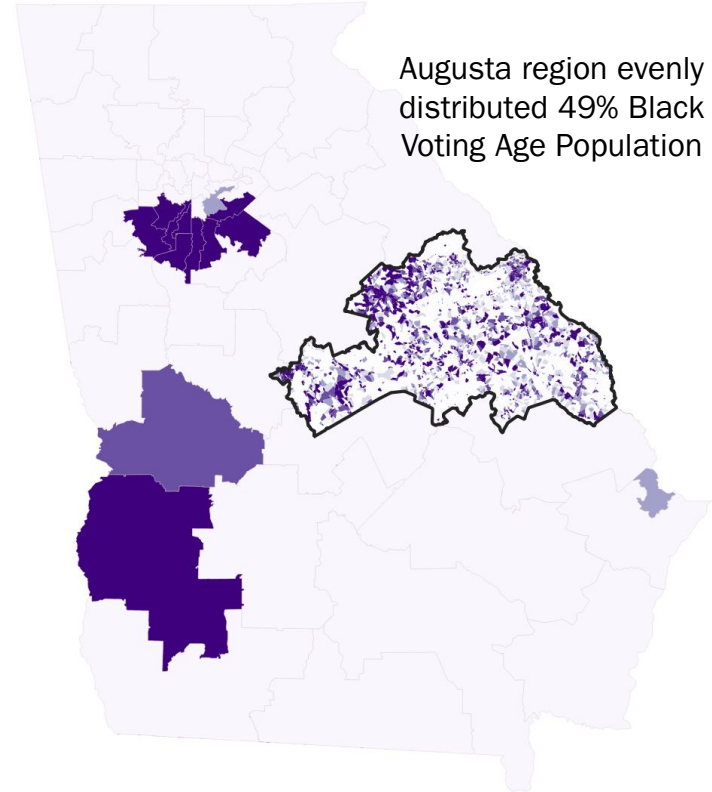 Augusta region evenly
distributed 49% Black
Voting Age Population